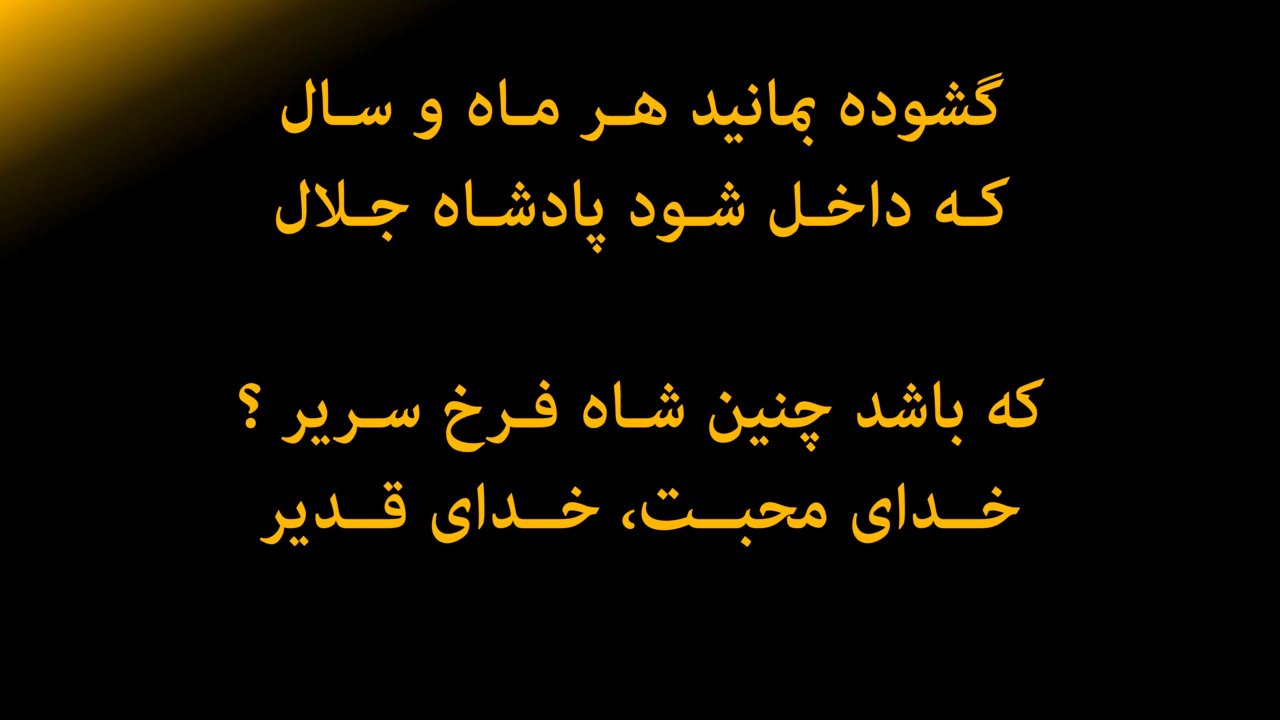 گشوده بمانید هر ماه و سال
که داخل شود پادشاه جلال
که باشد چنین شاه فرخ سریر ؟
خدای محبت، خدای قدیر